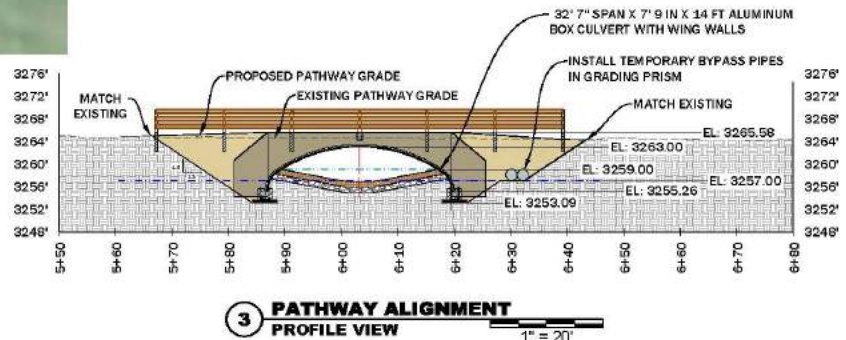 32' 7" SPAN X 7' 9 IN X 14 FT ALUMINUM
BOX CULVERT WITH WING WALLS
INSTALL TEMPORARY BYPASS PIPES
IN GRADING PRISM
PROPOSED PATHWAY GRADE
EXISTING PATHWAY GRADE
MATCH
EXISTING
MATCH EXISTING
3276'
3272'
3268'
3264'
3260'
3256'
3252'
3248'
3276'
3272'
3268'
3264'
3260'
3256'
3252'
3248'
EL: 3265.58
EL: 3263.00
EL: 3259.00
EL: 3257.00
EL: 3255.26
EL: 3253.09
5+50
5+60
5+70
5+80
5+90
6+00
6+10
6+20
6+30
6+40
6+50
6+60
6+70
6+80
3 PATHWAY ALIGNMENT
PROFILE VIEW
1" = 20'